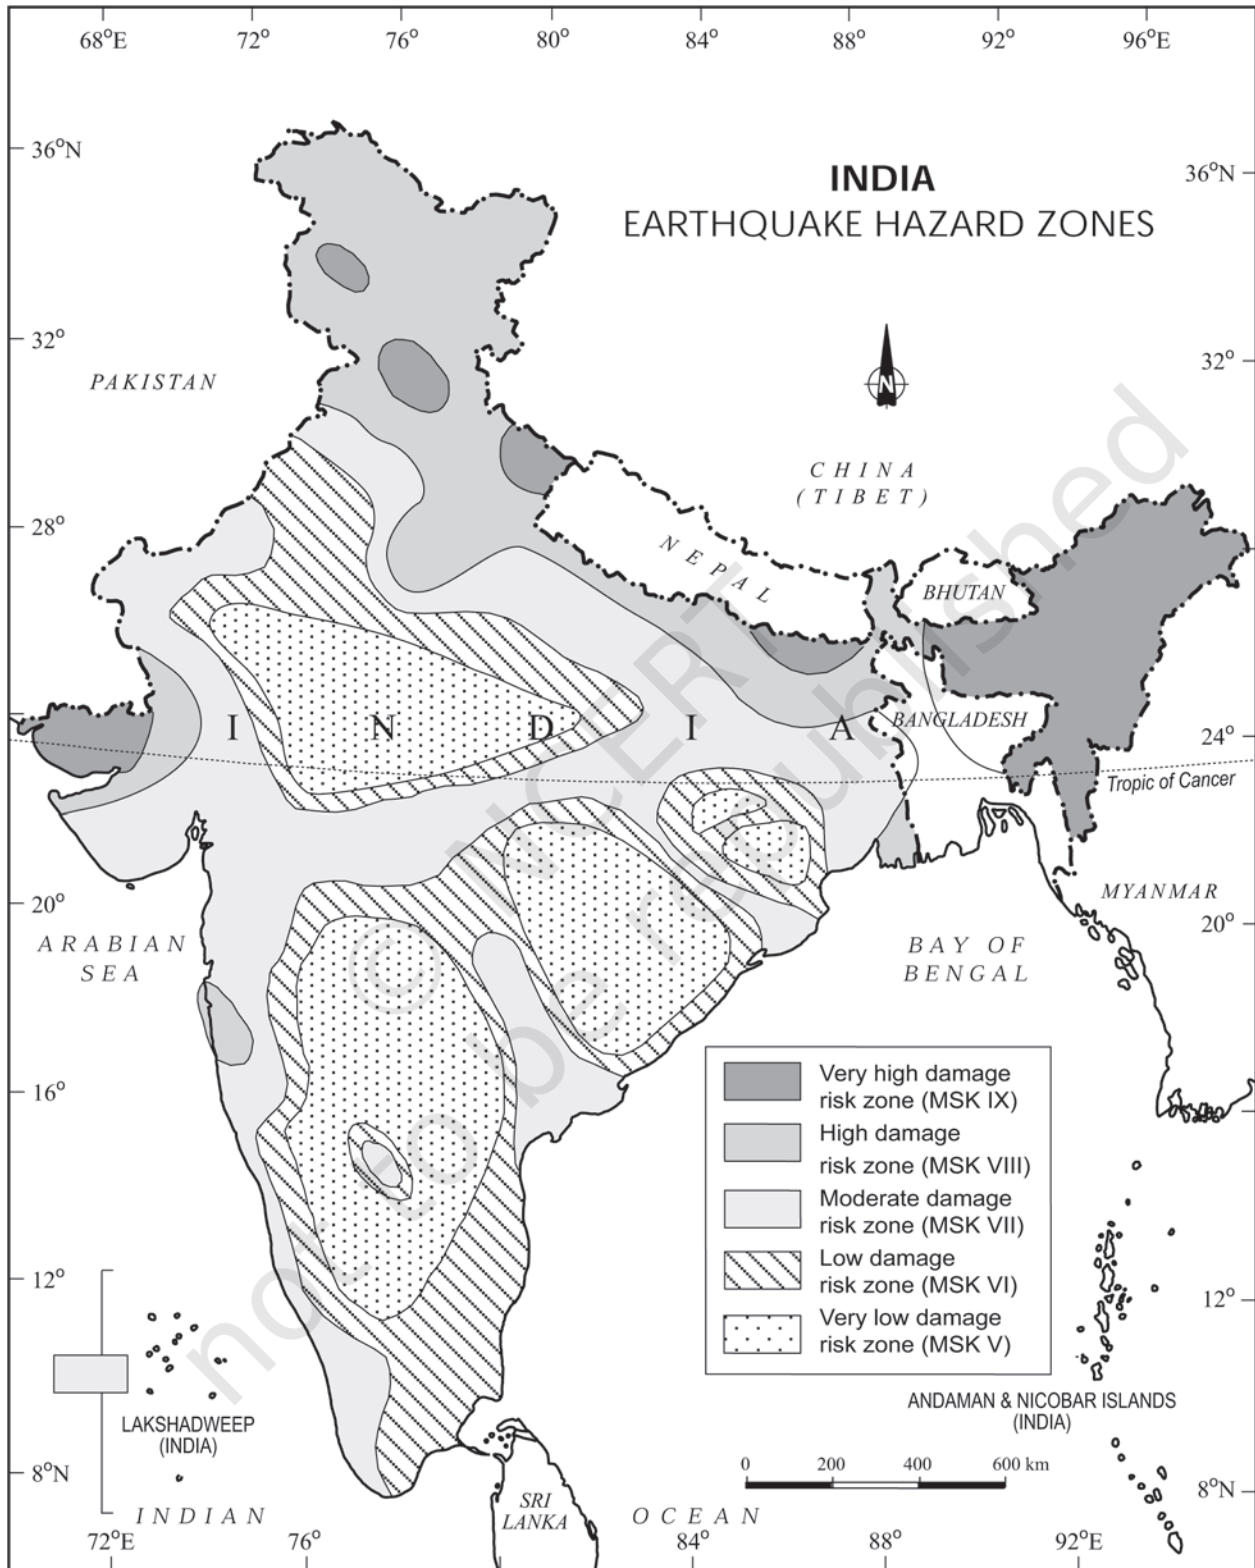 68°E 72° 76° 80° 84° 88° 92° 96°E
36°N
INDIA
36°N
EARTHQUAKE HAZARD ZONES
32°
32°
PAKISTAN
N
CHINA
(TIBET)
28°
NEPAL
BHUTAN
I N D I A
BANGLADESH
24°
Tropic of Cancer
20°
MYANMAR
20°
ARABIAN
SEA
BAY OF
BENGAL
© NCERT
not to be republished
16°
Very high damage
risk zone (MSK IX)
High damage
risk zone (MSK VIII)
Moderate damage
risk zone (MSK VII)
Low damage
risk zone (MSK VI)
Very low damage
risk zone (MSK V)
12°
12°
LAKSHADWEEP
(INDIA)
ANDAMAN & NICOBAR ISLANDS
(INDIA)
0 200 400 600 km
8°N
8°N
SRI
LANKA
INDIAN OCEAN
72°E 76° 84° 88° 92°E